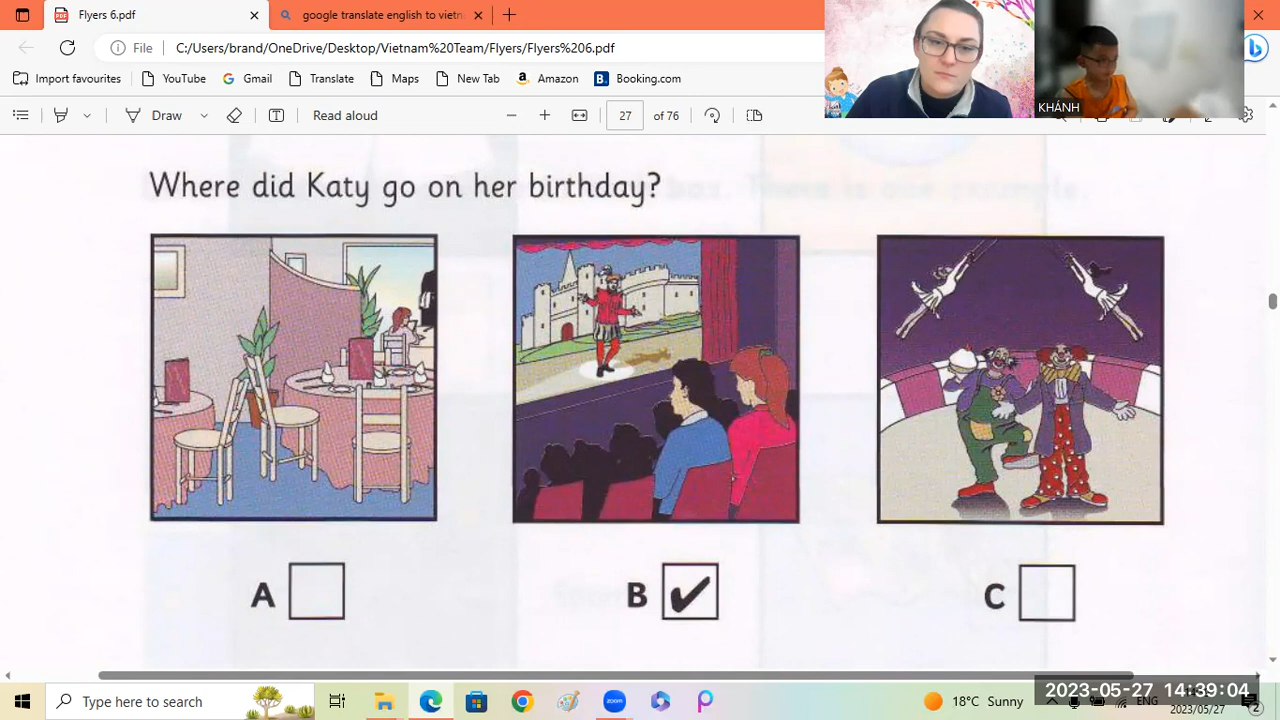 Flyers 6.pdf
google translate english to vietn
File
C:/Users/brand/OneDrive/Desktop/Vietnam%20Team/Flyers/Flyers%206.pdf
Import favourites
YouTube
Gmail
Translate
Maps
New Tab
Amazon
Booking.com
KHÁNH
Draw
Read aloud
27 of 76
Where did Katy go on her birthday?
A
B
C
Type here to search
zoom
18°C Sunny
ENG
2023-05-27 14:39:04
2023/05/27
2